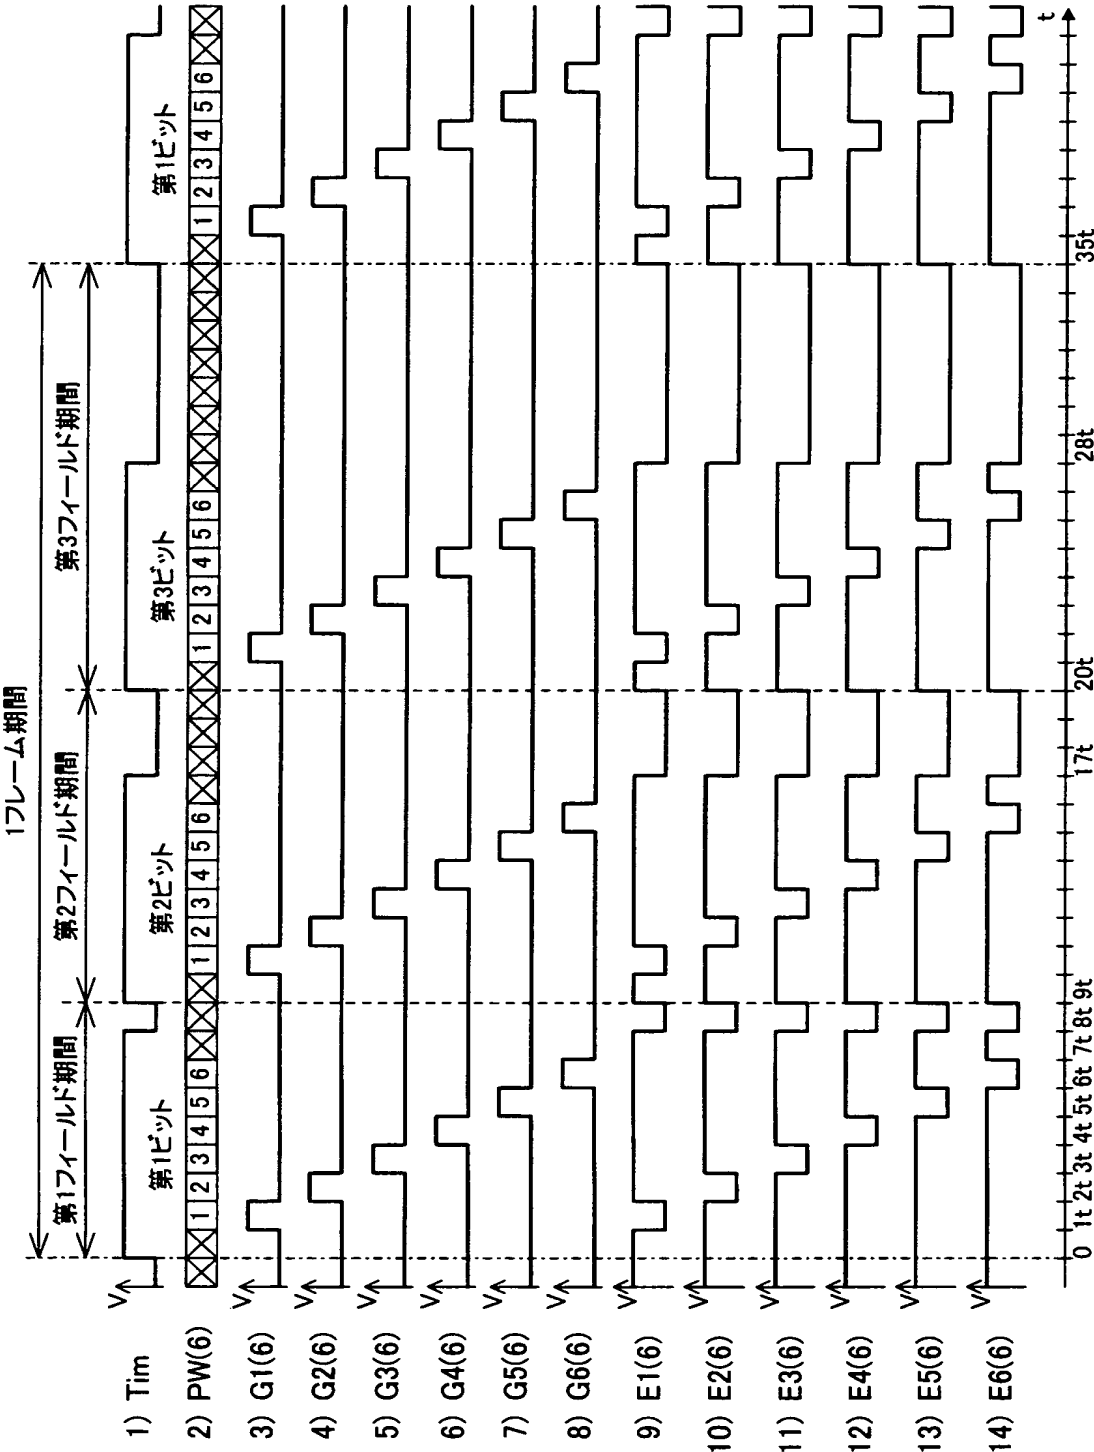 1フレーム期間
第1フィールド期間 第2フィールド期間 第3フィールド期間
1) Tim V 第1ビット 第2ビット 第3ビット 第1ビット
2) PW(6) 1 2 3 4 5 6 1 2 3 4 5 6 1 2 3 4 5 6 1 2 3 4 5 6
3) G1(6) V
4) G2(6) V
5) G3(6) V
6) G4(6) V
7) G5(6) V
8) G6(6) V
9) E1(6) V
10) E2(6) V
11) E3(6) V
12) E4(6) V
13) E5(6) V
14) E6(6) V
0 1t 2t 3t 4t 5t 6t 7t 8t 9t 17t 20t 28t 35t t